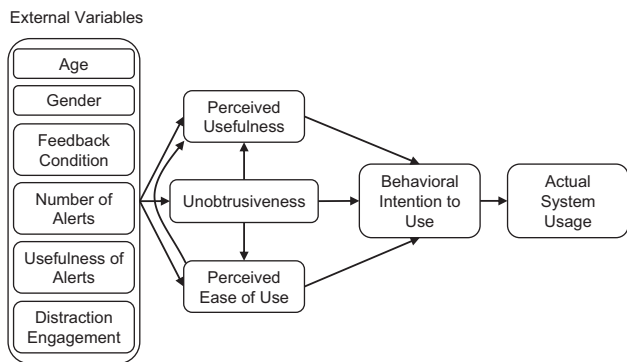 External Variables
Age
Gender
Feedback
Condition
Number of
Alerts
Usefulness of
Alerts
Distraction
Engagement
Perceived
Usefulness
Unobtrusiveness
Perceived
Ease of Use
Behavioral
Intention to
Use
Actual
System
Usage